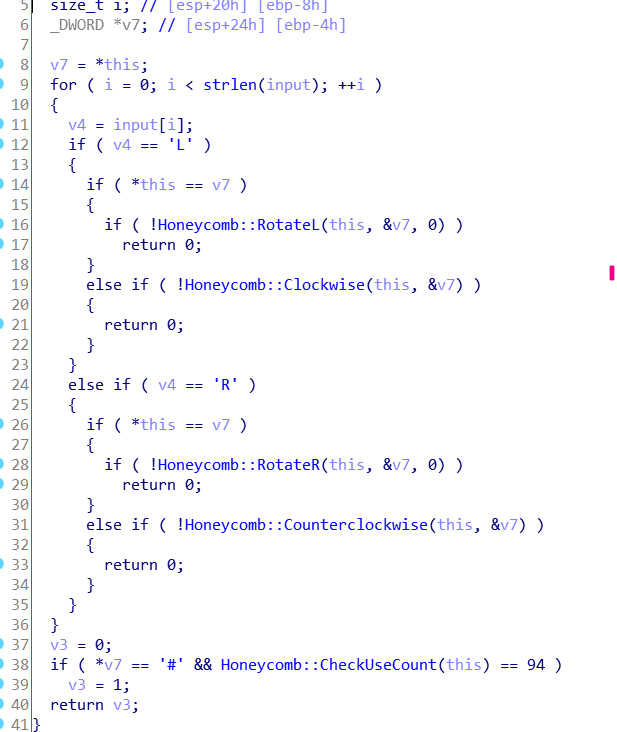 5 size_t i; // [esp+20h] [ebp-8h]
6 _DWORD *v7; // [esp+24h] [ebp-4h]
7
8 v7 = *this;
9 for ( i = 0; i < strlen(input); ++i )
10 {
11 v4 = input[i];
12 if ( v4 == 'L' )
13 {
14 if ( *this == v7 )
15 {
16 if ( !Honeycomb::RotateL(this, &v7, 0) )
17 return 0;
18 }
19 else if ( !Honeycomb::Clockwise(this, &v7) )
20 {
21 return 0;
22 }
23 }
24 else if ( v4 == 'R' )
25 {
26 if ( *this == v7 )
27 {
28 if ( !Honeycomb::RotateR(this, &v7, 0) )
29 return 0;
30 }
31 else if ( !Honeycomb::Counterclockwise(this, &v7) )
32 {
33 return 0;
34 }
35 }
36 }
37 v3 = 0;
38 if ( *v7 == '#' && Honeycomb::CheckUseCount(this) == 94 )
39 v3 = 1;
40 return v3;
41 }